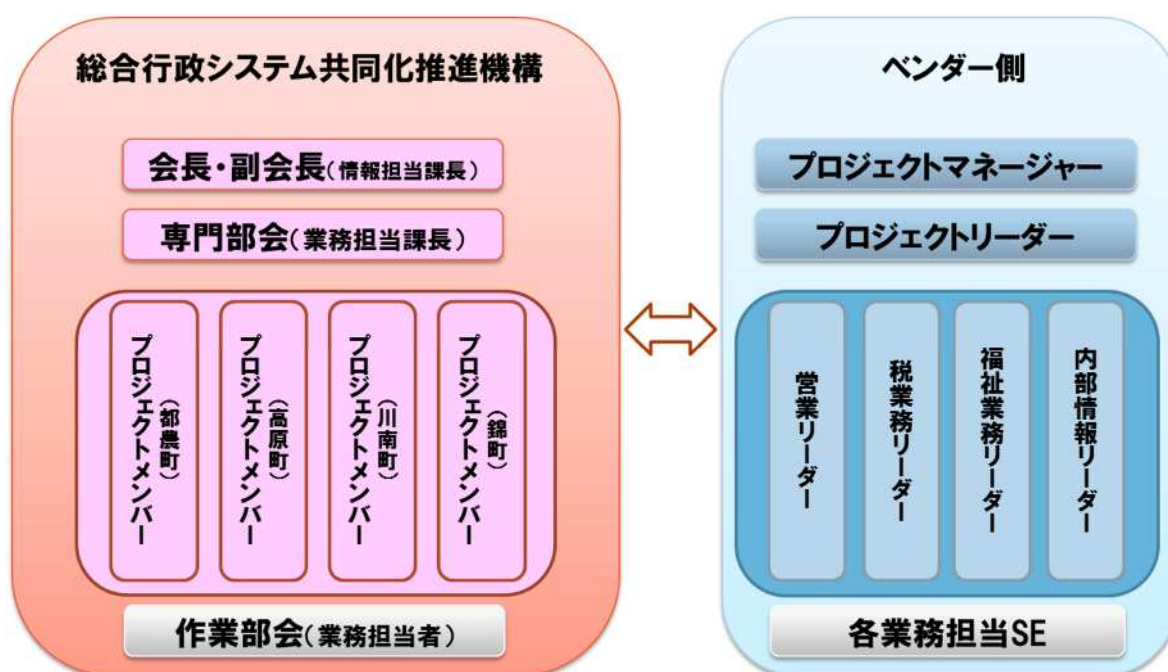 総合行政システム共同化推進機構
会長・副会長(情報担当課長)
専門部会(業務担当課長)
プロジェクトメンバー
(都農町)
プロジェクトメンバー
(高原町)
プロジェクトメンバー
(川南町)
プロジェクトメンバー
(錦町)
作業部会(業務担当者)
ベンダー側
プロジェクトマネージャー
プロジェクトリーダー
営業リーダー
税業務リーダー
福祉業務リーダー
内部情報リーダー
各業務担当SE